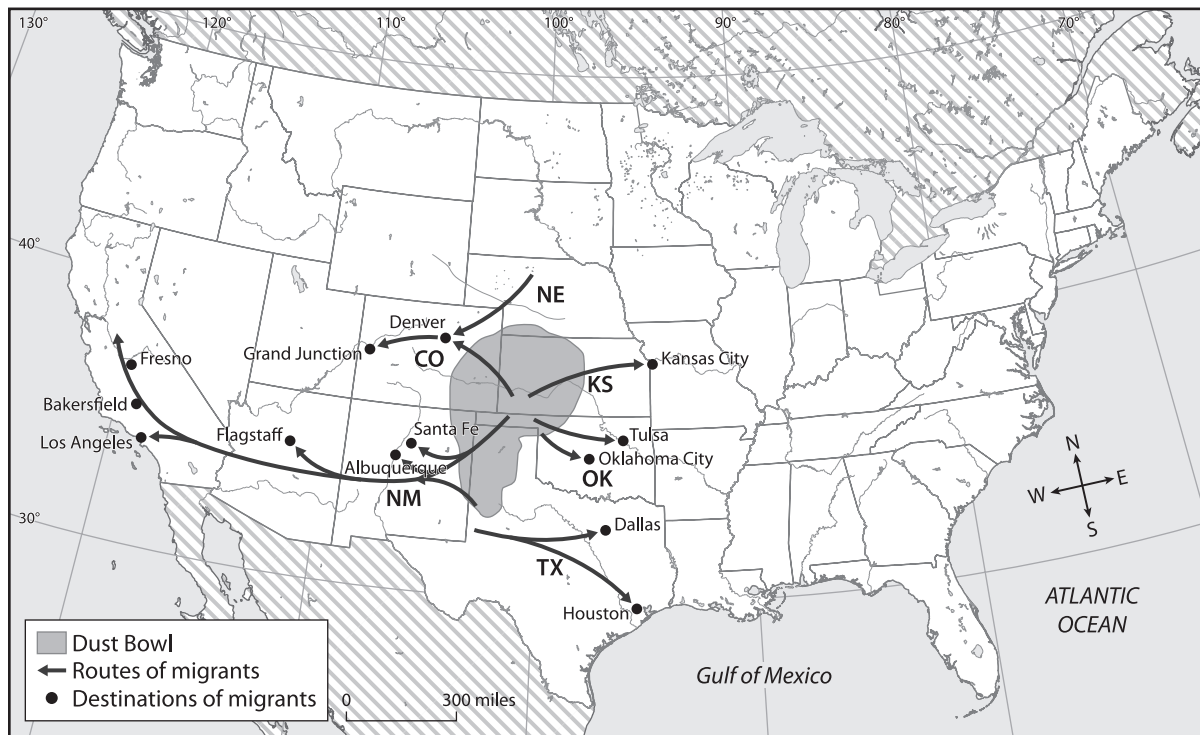 130°
120°
110°
100°
90°
80°
70°
40°
30°
NE
Denver
Grand Junction
CO
Kansas City
KS
Fresno
Bakersfield
Los Angeles
Flagstaff
Santa Fe
Albuquerque
NM
Tulsa
Oklahoma City
OK
Dallas
TX
Houston
N
W
E
S
ATLANTIC
OCEAN
Gulf of Mexico
Dust Bowl
Routes of migrants
Destinations of migrants
0
300 miles